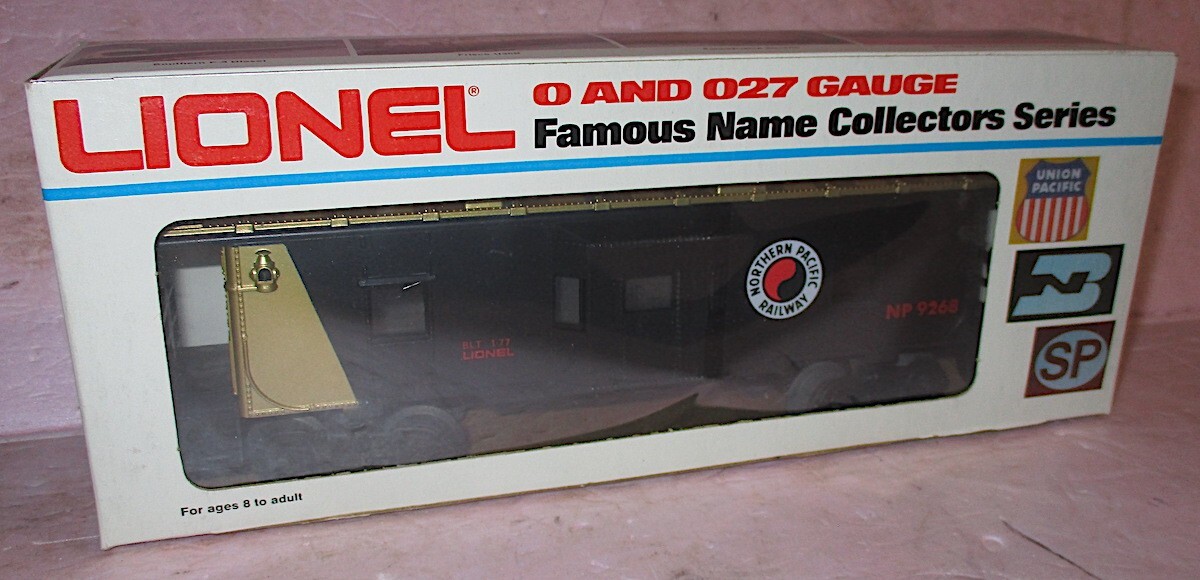 LIONEL®
O AND O27 GAUGE
Famous Name Collectors Series
UNION
PACIFIC
NORTHERN PACIFIC
RAILWAY
NP 9268
BLT 1-77
LIONEL
SP
For ages 8 to adult